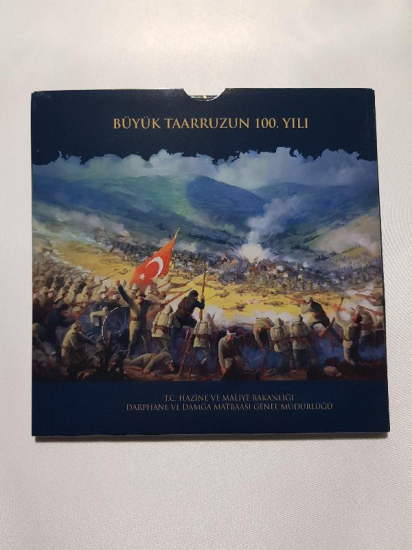 BÜYÜK TAARRUZUN 100. YILI
T.C. HAZİNE VE MALİYE BAKANLIĞI
DARPHANE VE DAMGA MATBAASI GENEL MÜDÜRLÜĞÜ